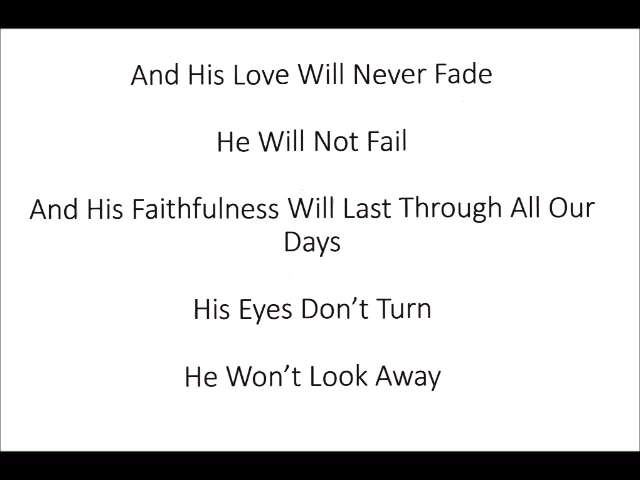 And His Love Will Never Fade
He Will Not Fail
And His Faithfulness Will Last Through All Our
Days
His Eyes Don't Turn
He Won't Look Away